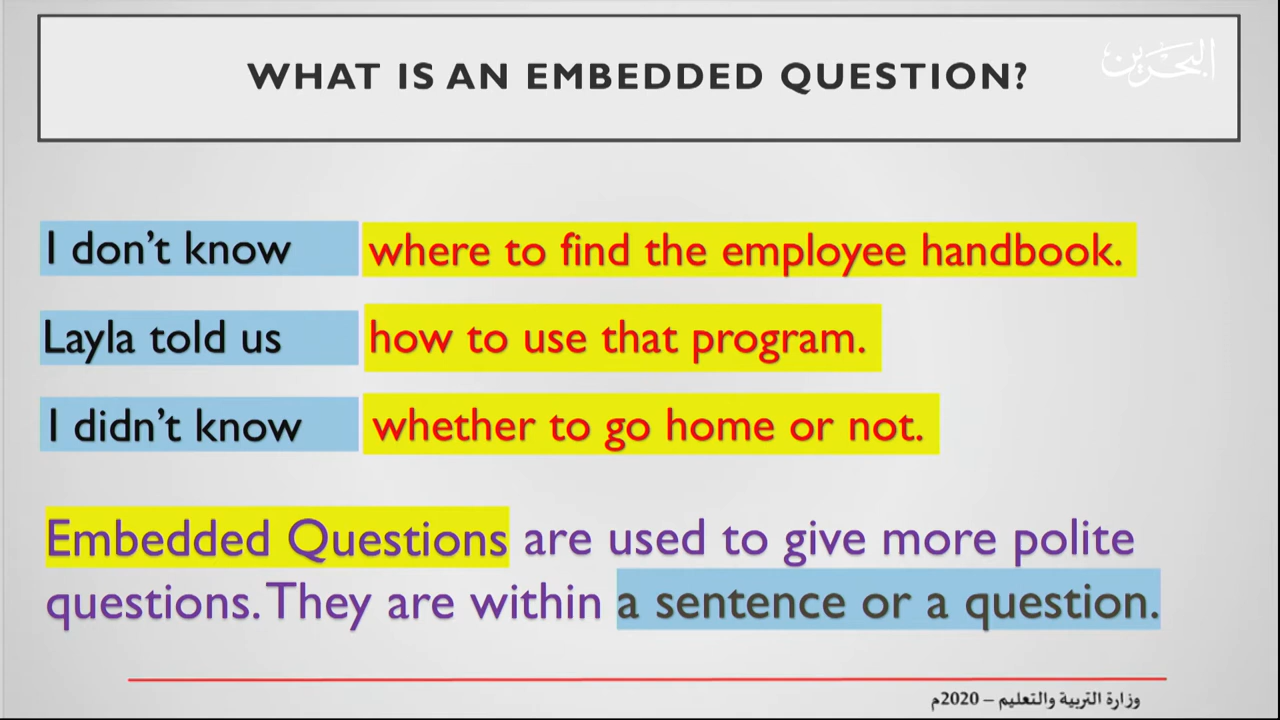 WHAT IS AN EMBEDDED QUESTION?
البحرين
I don't know where to find the employee handbook.
Layla told us how to use that program.
I didn't know whether to go home or not.
Embedded Questions are used to give more polite
questions. They are within a sentence or a question.
وزارة التربية والتعليم – 2020م